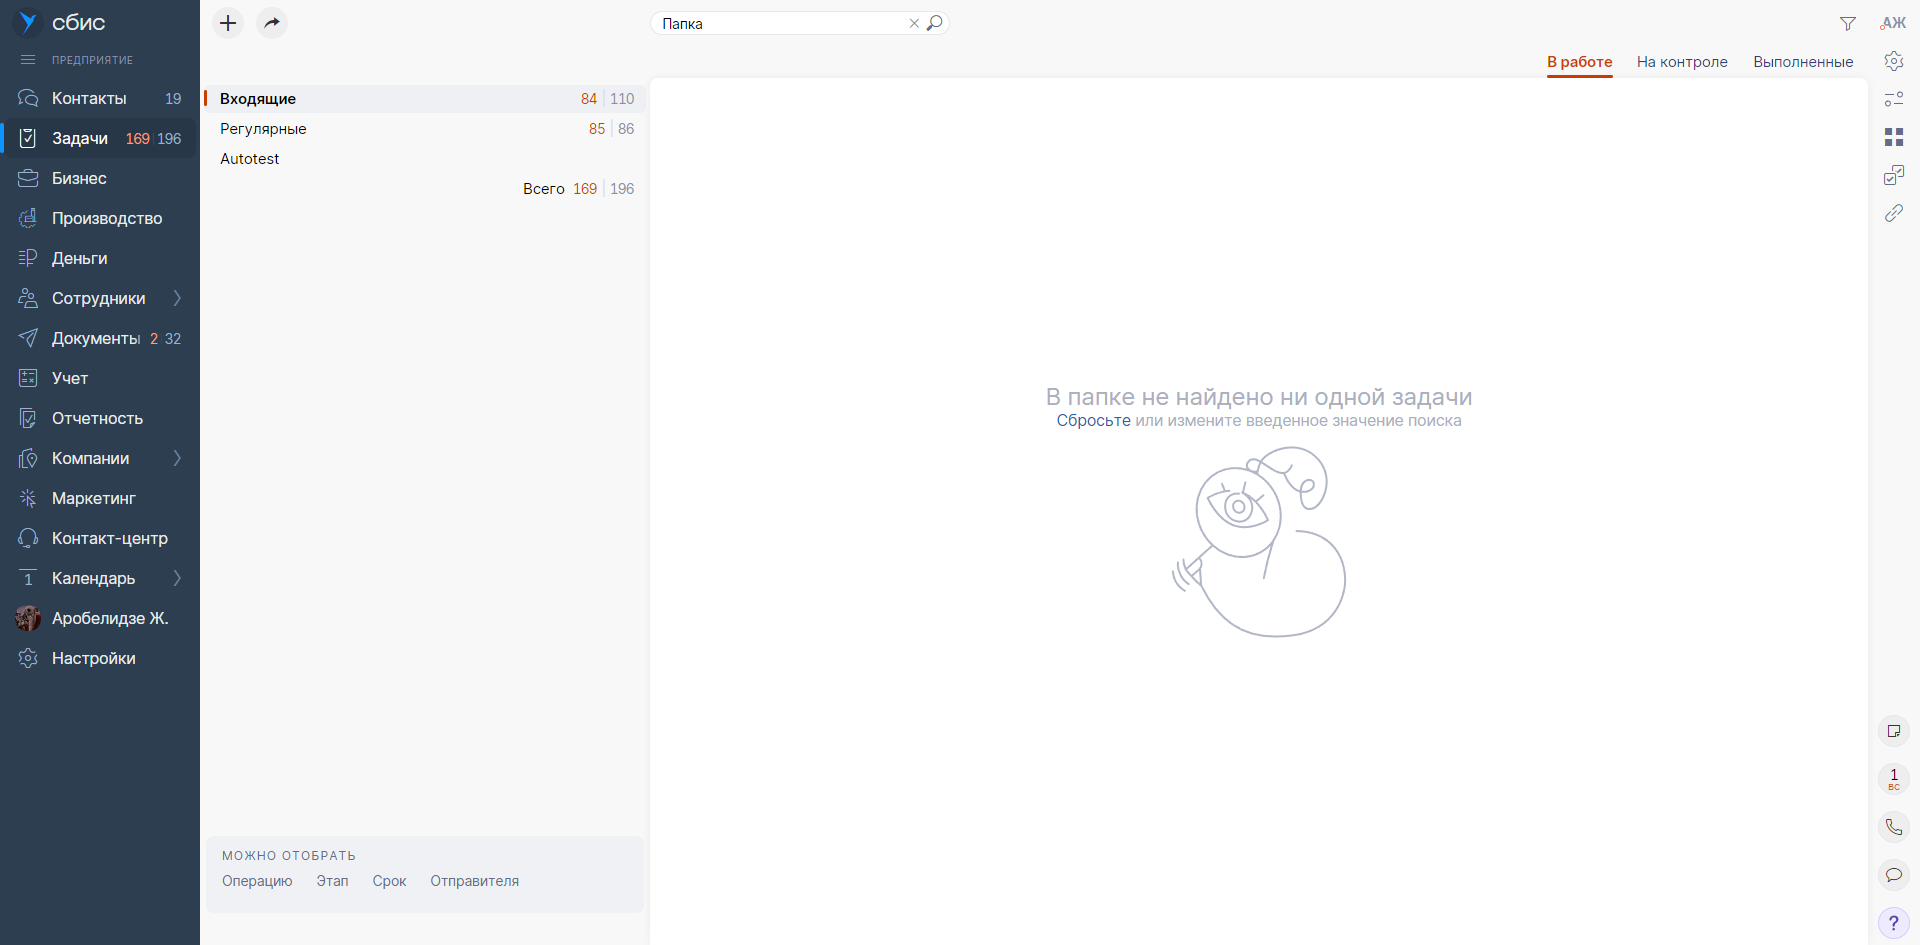 сбис
ПРЕДПРИЯТИЕ
Контакты 19
Задачи 169 196
Бизнес
Производство
Деньги
Сотрудники
Документы 2 32
Учет
Отчетность
Компании
Маркетинг
Контакт-центр
1 Календарь
Аробелидзе Ж.
Настройки
Папка
АЖ
В работе На контроле Выполненные
Входящие 84 110
Регулярные 85 86
Autotest
Всего 169 196
В папке не найдено ни одной задачи
Сбросьте или измените введенное значение поиска
МОЖНО ОТОБРАТЬ
Операцию Этап Срок Отправителя
1
ВС
?